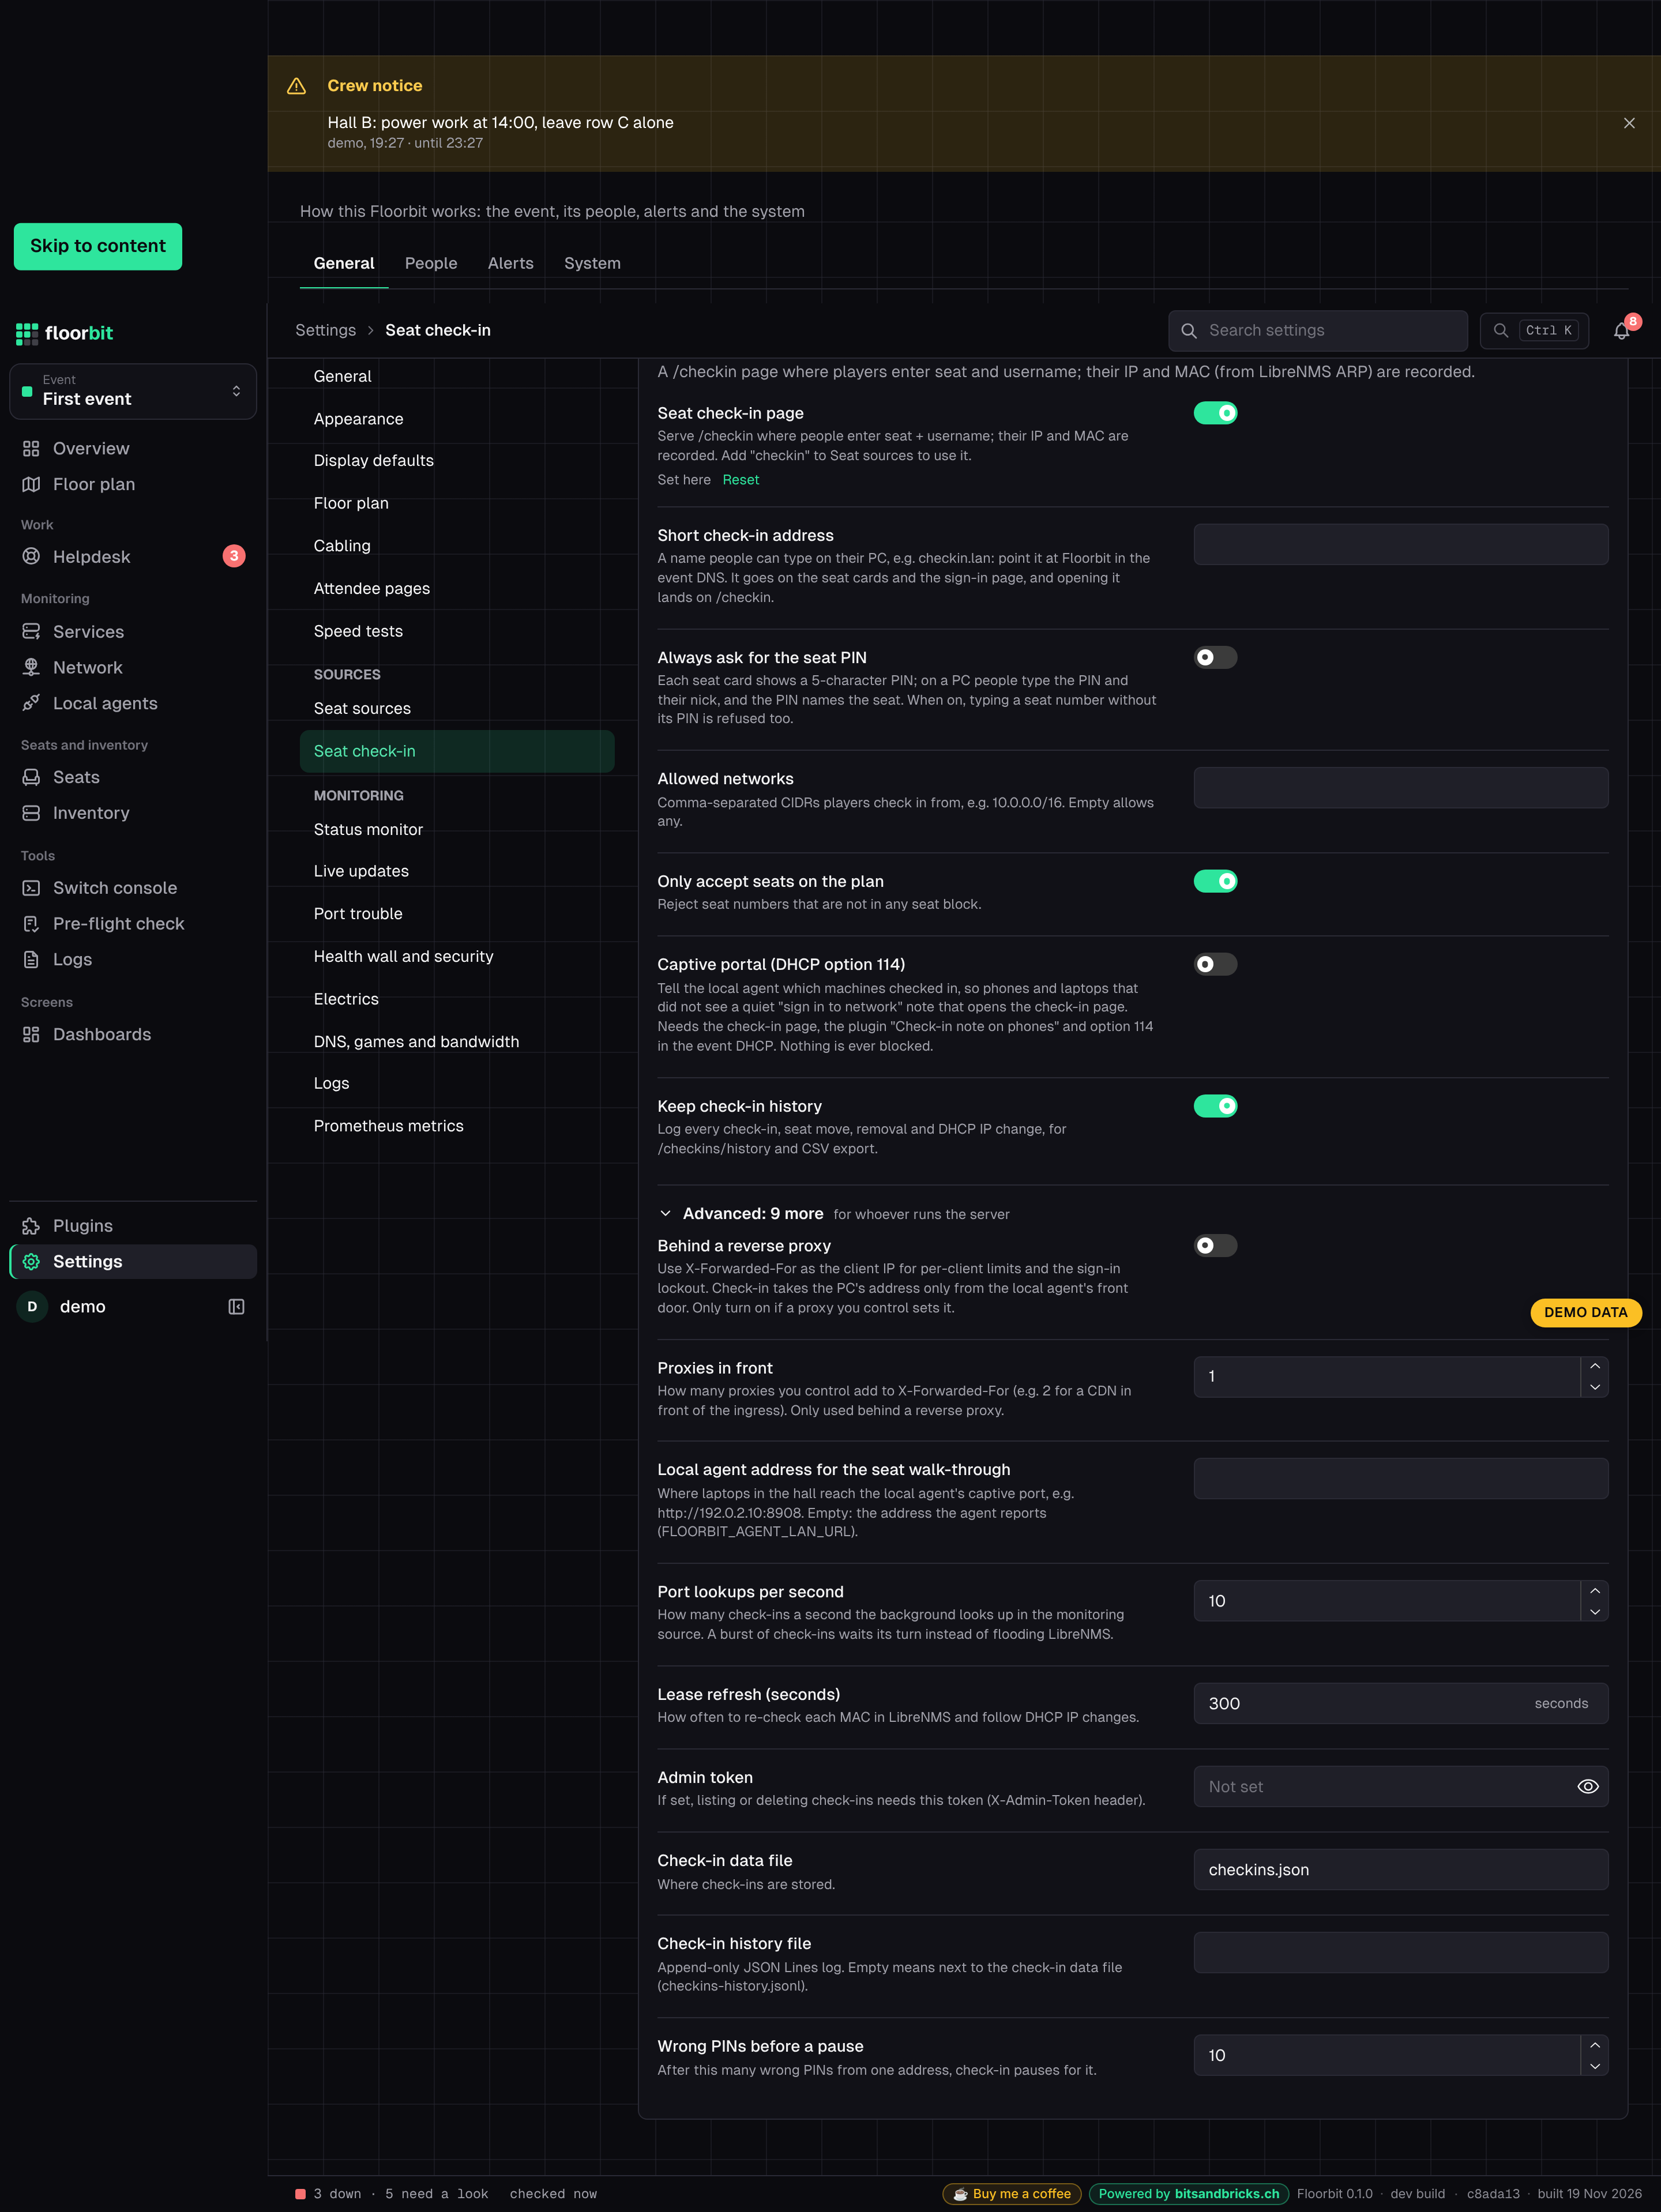 Crew notice
Hall B: power work at 14:00, leave row C alone
demo, 19:27 · until 23:27
How this Floorbit works: the event, its people, alerts and the system
Skip to content
General People Alerts System
floorbit
Settings > Seat check-in
Search settings
Ctrl K
8
Event
First event
Overview
Floor plan
Work
Helpdesk 3
Monitoring
Services
Network
Local agents
Seats and inventory
Seats
Inventory
Tools
Switch console
Pre-flight check
Logs
Screens
Dashboards
Plugins
Settings
D demo
General
Appearance
Display defaults
Floor plan
Cabling
Attendee pages
Speed tests
SOURCES
Seat sources
Seat check-in
MONITORING
Status monitor
Live updates
Port trouble
Health wall and security
Electrics
DNS, games and bandwidth
Logs
Prometheus metrics
A /checkin page where players enter seat and username; their IP and MAC (from LibreNMS ARP) are recorded.
Seat check-in page
Serve /checkin where people enter seat + username; their IP and MAC are
recorded. Add "checkin" to Seat sources to use it.
Set here Reset
Short check-in address
A name people can type on their PC, e.g. checkin.lan: point it at Floorbit in the
event DNS. It goes on the seat cards and the sign-in page, and opening it
lands on /checkin.
Always ask for the seat PIN
Each seat card shows a 5-character PIN; on a PC people type the PIN and
their nick, and the PIN names the seat. When on, typing a seat number without
its PIN is refused too.
Allowed networks
Comma-separated CIDRs players check in from, e.g. 10.0.0.0/16. Empty allows
any.
Only accept seats on the plan
Reject seat numbers that are not in any seat block.
Captive portal (DHCP option 114)
Tell the local agent which machines checked in, so phones and laptops that
did not see a quiet "sign in to network" note that opens the check-in page.
Needs the check-in page, the plugin "Check-in note on phones" and option 114
in the event DHCP. Nothing is ever blocked.
Keep check-in history
Log every check-in, seat move, removal and DHCP IP change, for
/checkins/history and CSV export.
Advanced: 9 more for whoever runs the server
Behind a reverse proxy
Use X-Forwarded-For as the client IP for per-client limits and the sign-in
lockout. Check-in takes the PC's address only from the local agent's front
door. Only turn on if a proxy you control sets it.
DEMO DATA
Proxies in front
1
How many proxies you control add to X-Forwarded-For (e.g. 2 for a CDN in
front of the ingress). Only used behind a reverse proxy.
Local agent address for the seat walk-through
Where laptops in the hall reach the local agent's captive port, e.g.
http://192.0.2.10:8908. Empty: the address the agent reports
(FLOORBIT_AGENT_LAN_URL).
Port lookups per second
10
How many check-ins a second the background looks up in the monitoring
source. A burst of check-ins waits its turn instead of flooding LibreNMS.
Lease refresh (seconds)
300 seconds
How often to re-check each MAC in LibreNMS and follow DHCP IP changes.
Admin token
Not set
If set, listing or deleting check-ins needs this token (X-Admin-Token header).
Check-in data file
checkins.json
Where check-ins are stored.
Check-in history file
Append-only JSON Lines log. Empty means next to the check-in data file
(checkins-history.jsonl).
Wrong PINs before a pause
10
After this many wrong PINs from one address, check-in pauses for it.
3 down · 5 need a look checked now
Buy me a coffee
Powered by bitsandbricks.ch
Floorbit 0.1.0 · dev build · c8ada13 · built 19 Nov 2026